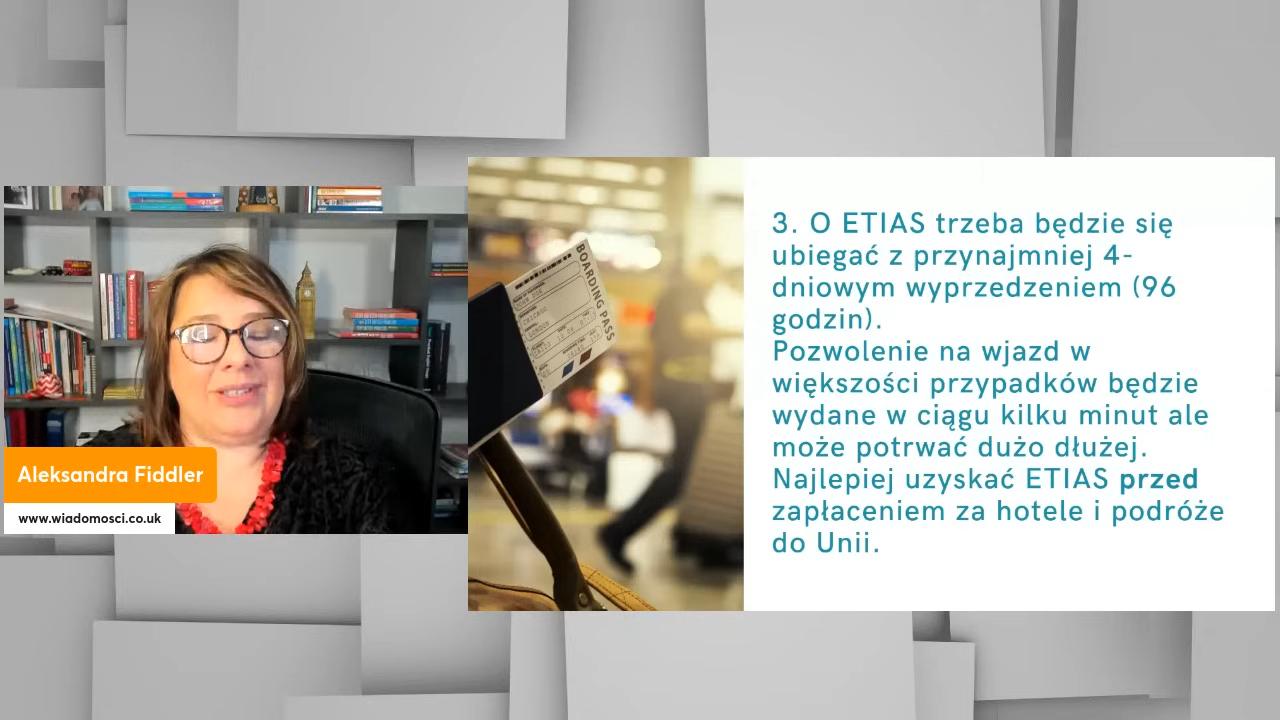 Aleksandra Fiddler
www.wiadomosci.co.uk
BOARDING PASS
3. O ETIAS trzeba będzie się
ubiegać z przynajmniej 4-
dniowym wyprzedzeniem (96
godzin).
Pozwolenie na wjazd w
większości przypadków będzie
wydane w ciągu kilku minut ale
może potrwać dużo dłużej.
Najlepiej uzyskać ETIAS przed
zapłaceniem za hotele i podróże
do Unii.